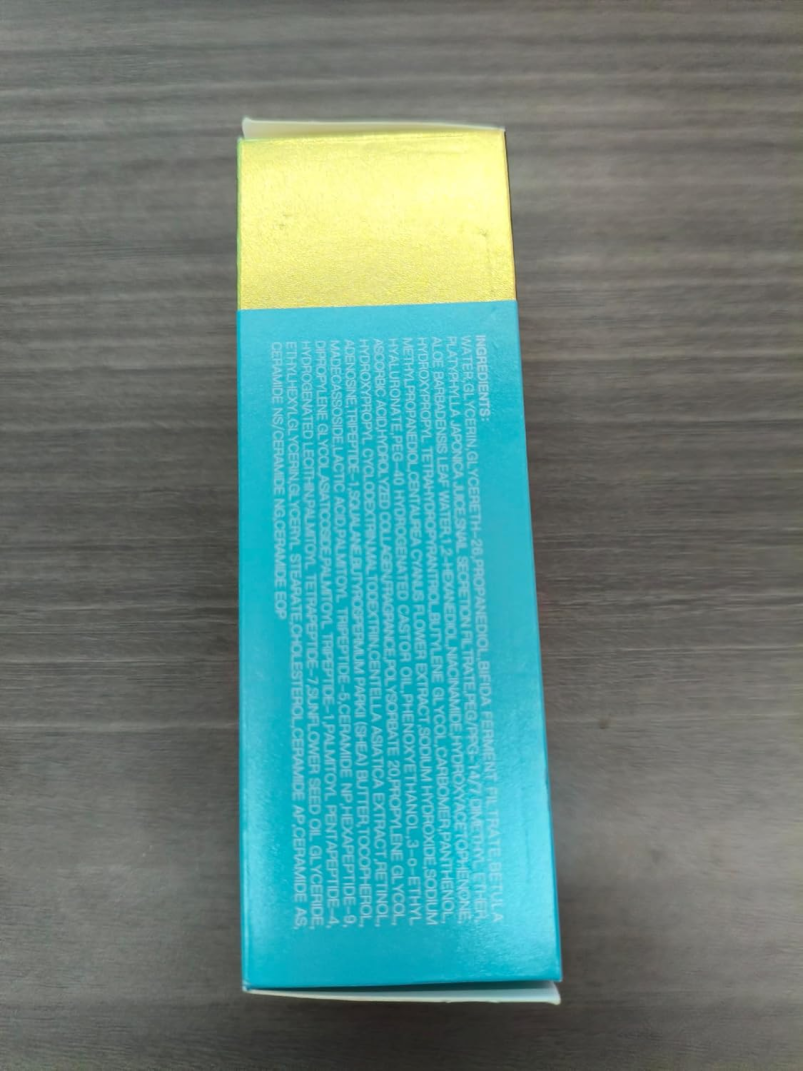 INGREDIENTS:
WATER,GLYCERIN,GLYCERETH-26,PROPANEDIOL,BIFIDA FERMENT FILTRATE,BETULA
PLATYPHYLLA JAPONICA JUICE,SNAIL SECRETION FILTRATE,PEG/PPG-14/7 DIMETHYL ETHER,
ALOE BARBADENSIS LEAF WATER,1,2-HEXANEDIOL,NIACINAMIDE,HYDROXYACETOPHENONE,
HYDROXYPROPYL TETRAHYDROPYRANTRIOL,BUTYLENE GLYCOL,CARBOMER,PANTHENOL,
METHYLPROPANEDIOL,CENTAUREA CYANUS FLOWER EXTRACT,SODIUM HYDROXIDE,SODIUM
HYALURONATE,PEG-40 HYDROGENATED CASTOR OIL,PHENOXYETHANOL,3-o-ETHYL
ASCORBIC ACID,HYDROLYZED COLLAGEN,FRAGRANCE,POLYSORBATE 20,PROPYLENE GLYCOL,
HYDROXYPROPYL CYCLODEXTRIN,MALTODEXTRIN,CENTELLA ASIATICA EXTRACT,RETINOL,
ADENOSINE,TRIPEPTIDE-1,SQUALANE,BUTYROSPERMUM PARKII (SHEA) BUTTER,TOCOPHEROL,
MADECASSOSIDE,LACTIC ACID,PALMITOYL TRIPEPTIDE-5,CERAMIDE NP,HEXAPEPTIDE-9,
DIPROPYLENE GLYCOL,ASIATICOSIDE,PALMITOYL TRIPEPTIDE-1,PALMITOYL PENTAPEPTIDE-4,
HYDROGENATED LECITHIN,PALMITOYL TETRAPEPTIDE-7,SUNFLOWER SEED OIL GLYCERIDE,
ETHYLHEXYLGLYCERIN,GLYCERYL STEARATE,CHOLESTEROL,CERAMIDE AP,CERAMIDE AS,
CERAMIDE NS/CERAMIDE NG,CERAMIDE EOP